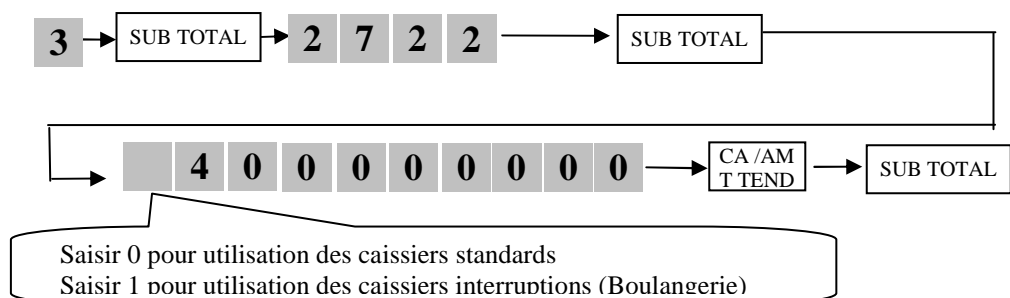 3 SUB TOTAL 2 7 2 2 SUB TOTAL
4 0 0 0 0 0 0 0 0 CA /AM
T TEND SUB TOTAL
Saisir 0 pour utilisation des caissiers standards
Saisir 1 pour utilisation des caissiers interruptions (Boulangerie)